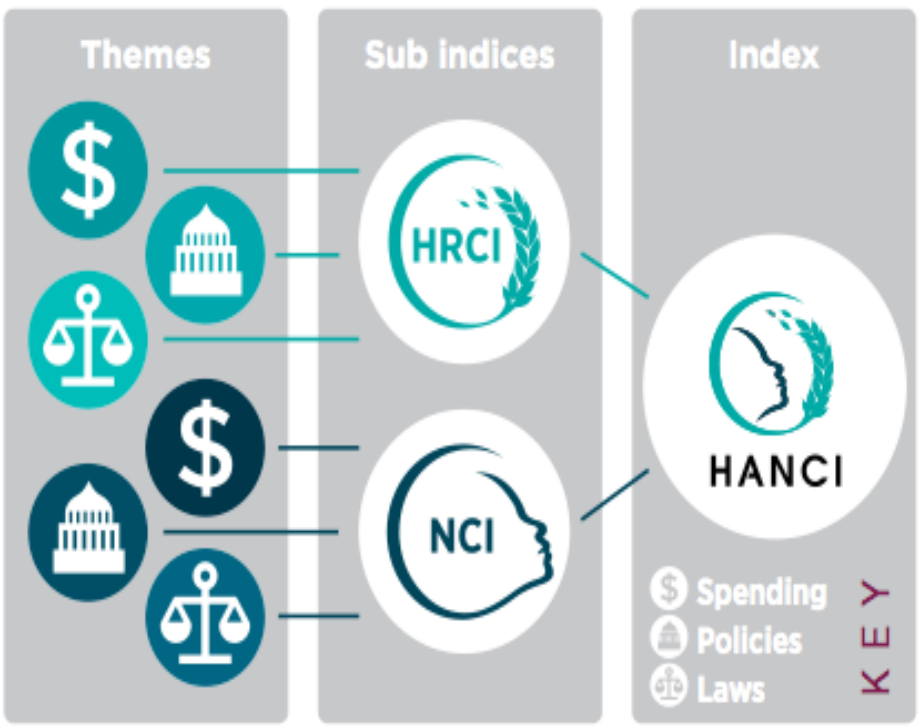 Themes
Sub indices
Index
$
HRCI
$
NCI
HANCI
$ Spending
Policies
Laws
KEY